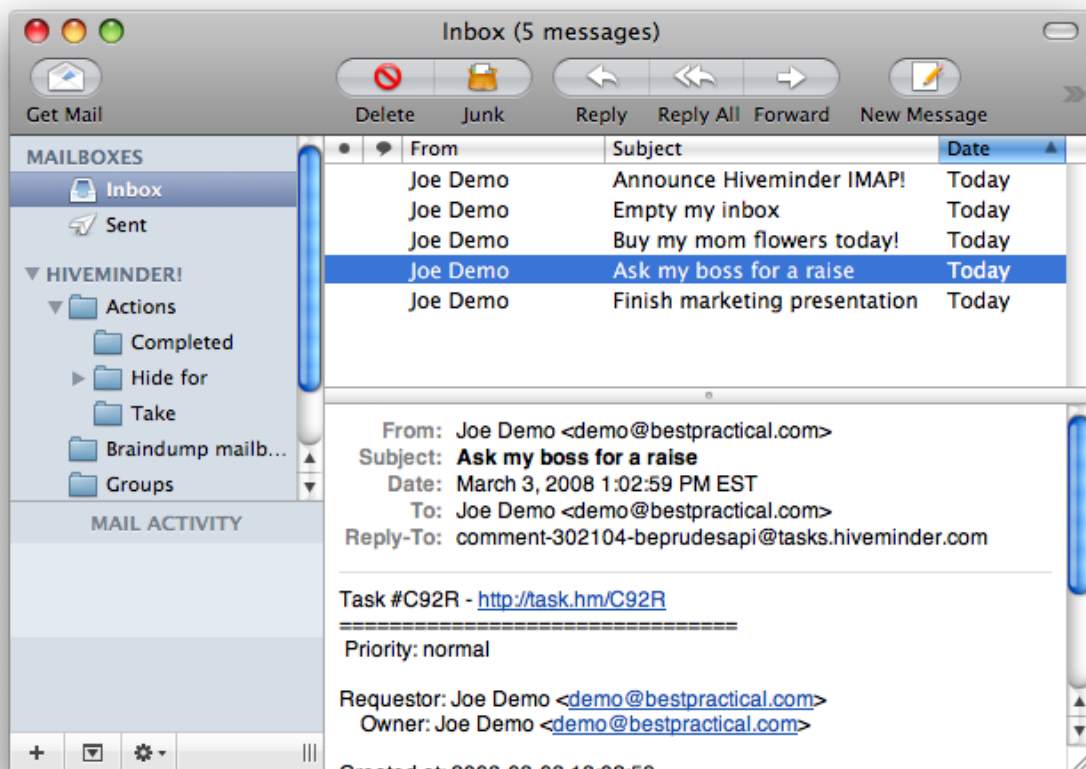 Inbox (5 messages)
Get Mail
Delete Junk Reply Reply All Forward New Message
MAILBOXES
Inbox
Sent
HIVEMINDER!
Actions
Completed
Hide for
Take
Braindump mailb...
Groups
MAIL ACTIVITY
From Subject Date
Joe Demo Announce Hiveminder IMAP! Today
Joe Demo Empty my inbox Today
Joe Demo Buy my mom flowers today! Today
Joe Demo Ask my boss for a raise Today
Joe Demo Finish marketing presentation Today
From: Joe Demo <demo@bestpractical.com>
Subject: Ask my boss for a raise
Date: March 3, 2008 1:02:59 PM EST
To: Joe Demo <demo@bestpractical.com>
Reply-To: comment-302104-beprudesapi@tasks.hiveminder.com
Task #C92R - http://task.hm/C92R
================================
Priority: normal
Requestor: Joe Demo <demo@bestpractical.com>
Owner: Joe Demo <demo@bestpractical.com>